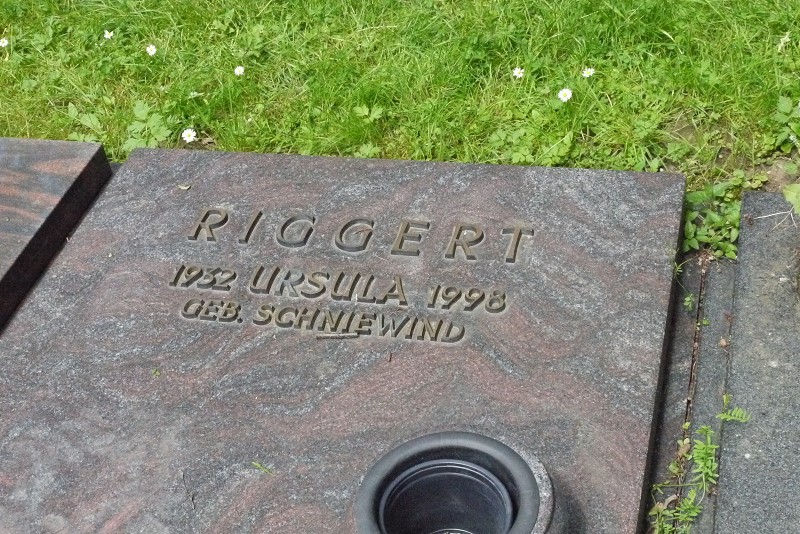 RIGGERT
1932 URSULA 1998
GEB. SCHNIEWIND